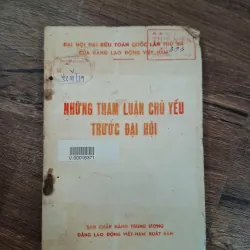 ĐẠI HỘI ĐẠI BIỂU TOÀN QUỐC LẦN THỨ
CỦA ĐẢNG LAO ĐỘNG VIỆT NAM
NHỮNG THAM LUẬN CHỦ YẾU
TRƯỚC ĐẠI HỘI
V-D0019371
BAN CHẤP HÀNH TRUNG ƯƠNG
ĐẢNG LAO ĐỘNG VIỆT NAM XUẤT BẢN